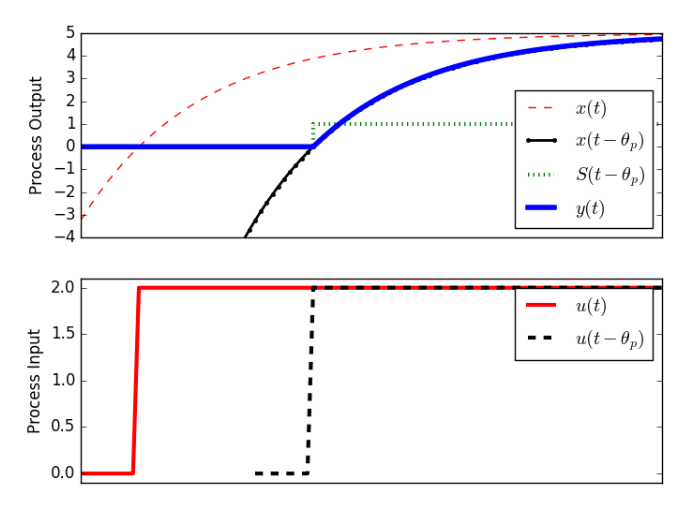 5
4
3
2
1
0
−1
−2
−3
−4
Process Output
x(t)
x(t − θₚ)
S(t − θₚ)
y(t)
2.0
1.5
1.0
0.5
0.0
Process Input
u(t)
u(t − θₚ)